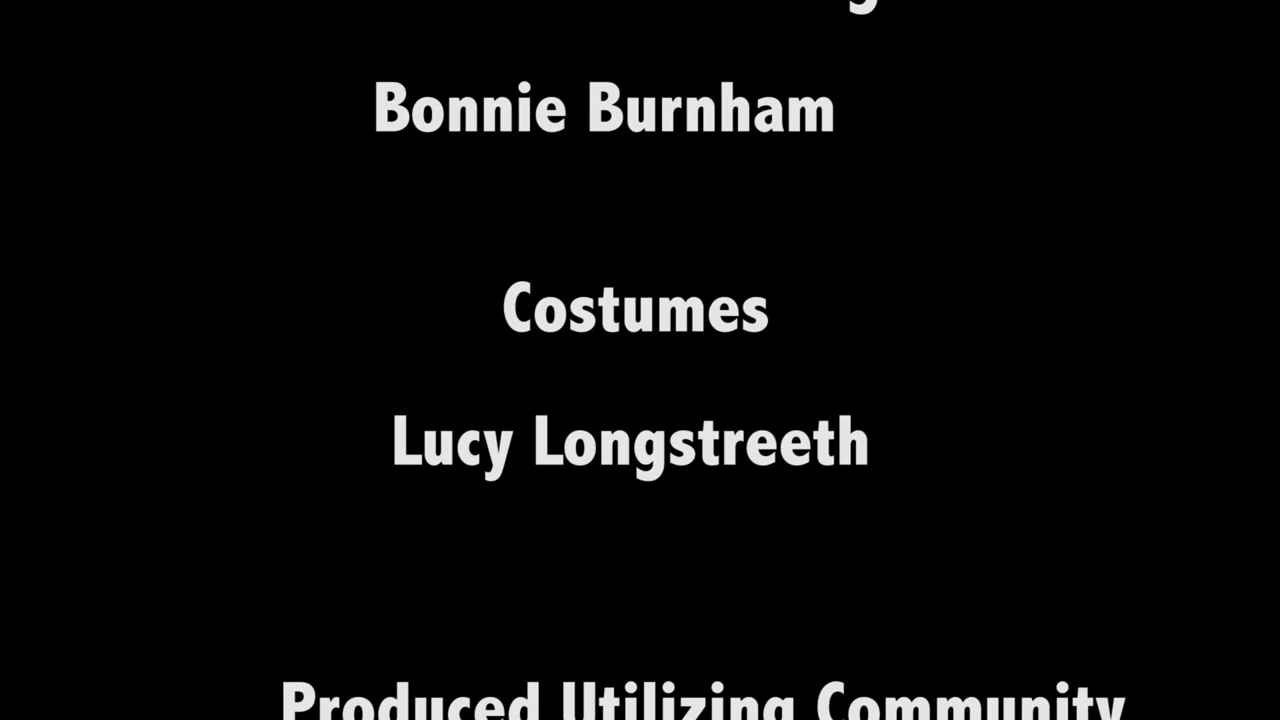 Bonnie Burnham
Costumes
Lucy Longstreeth
Produced Utilizing Community